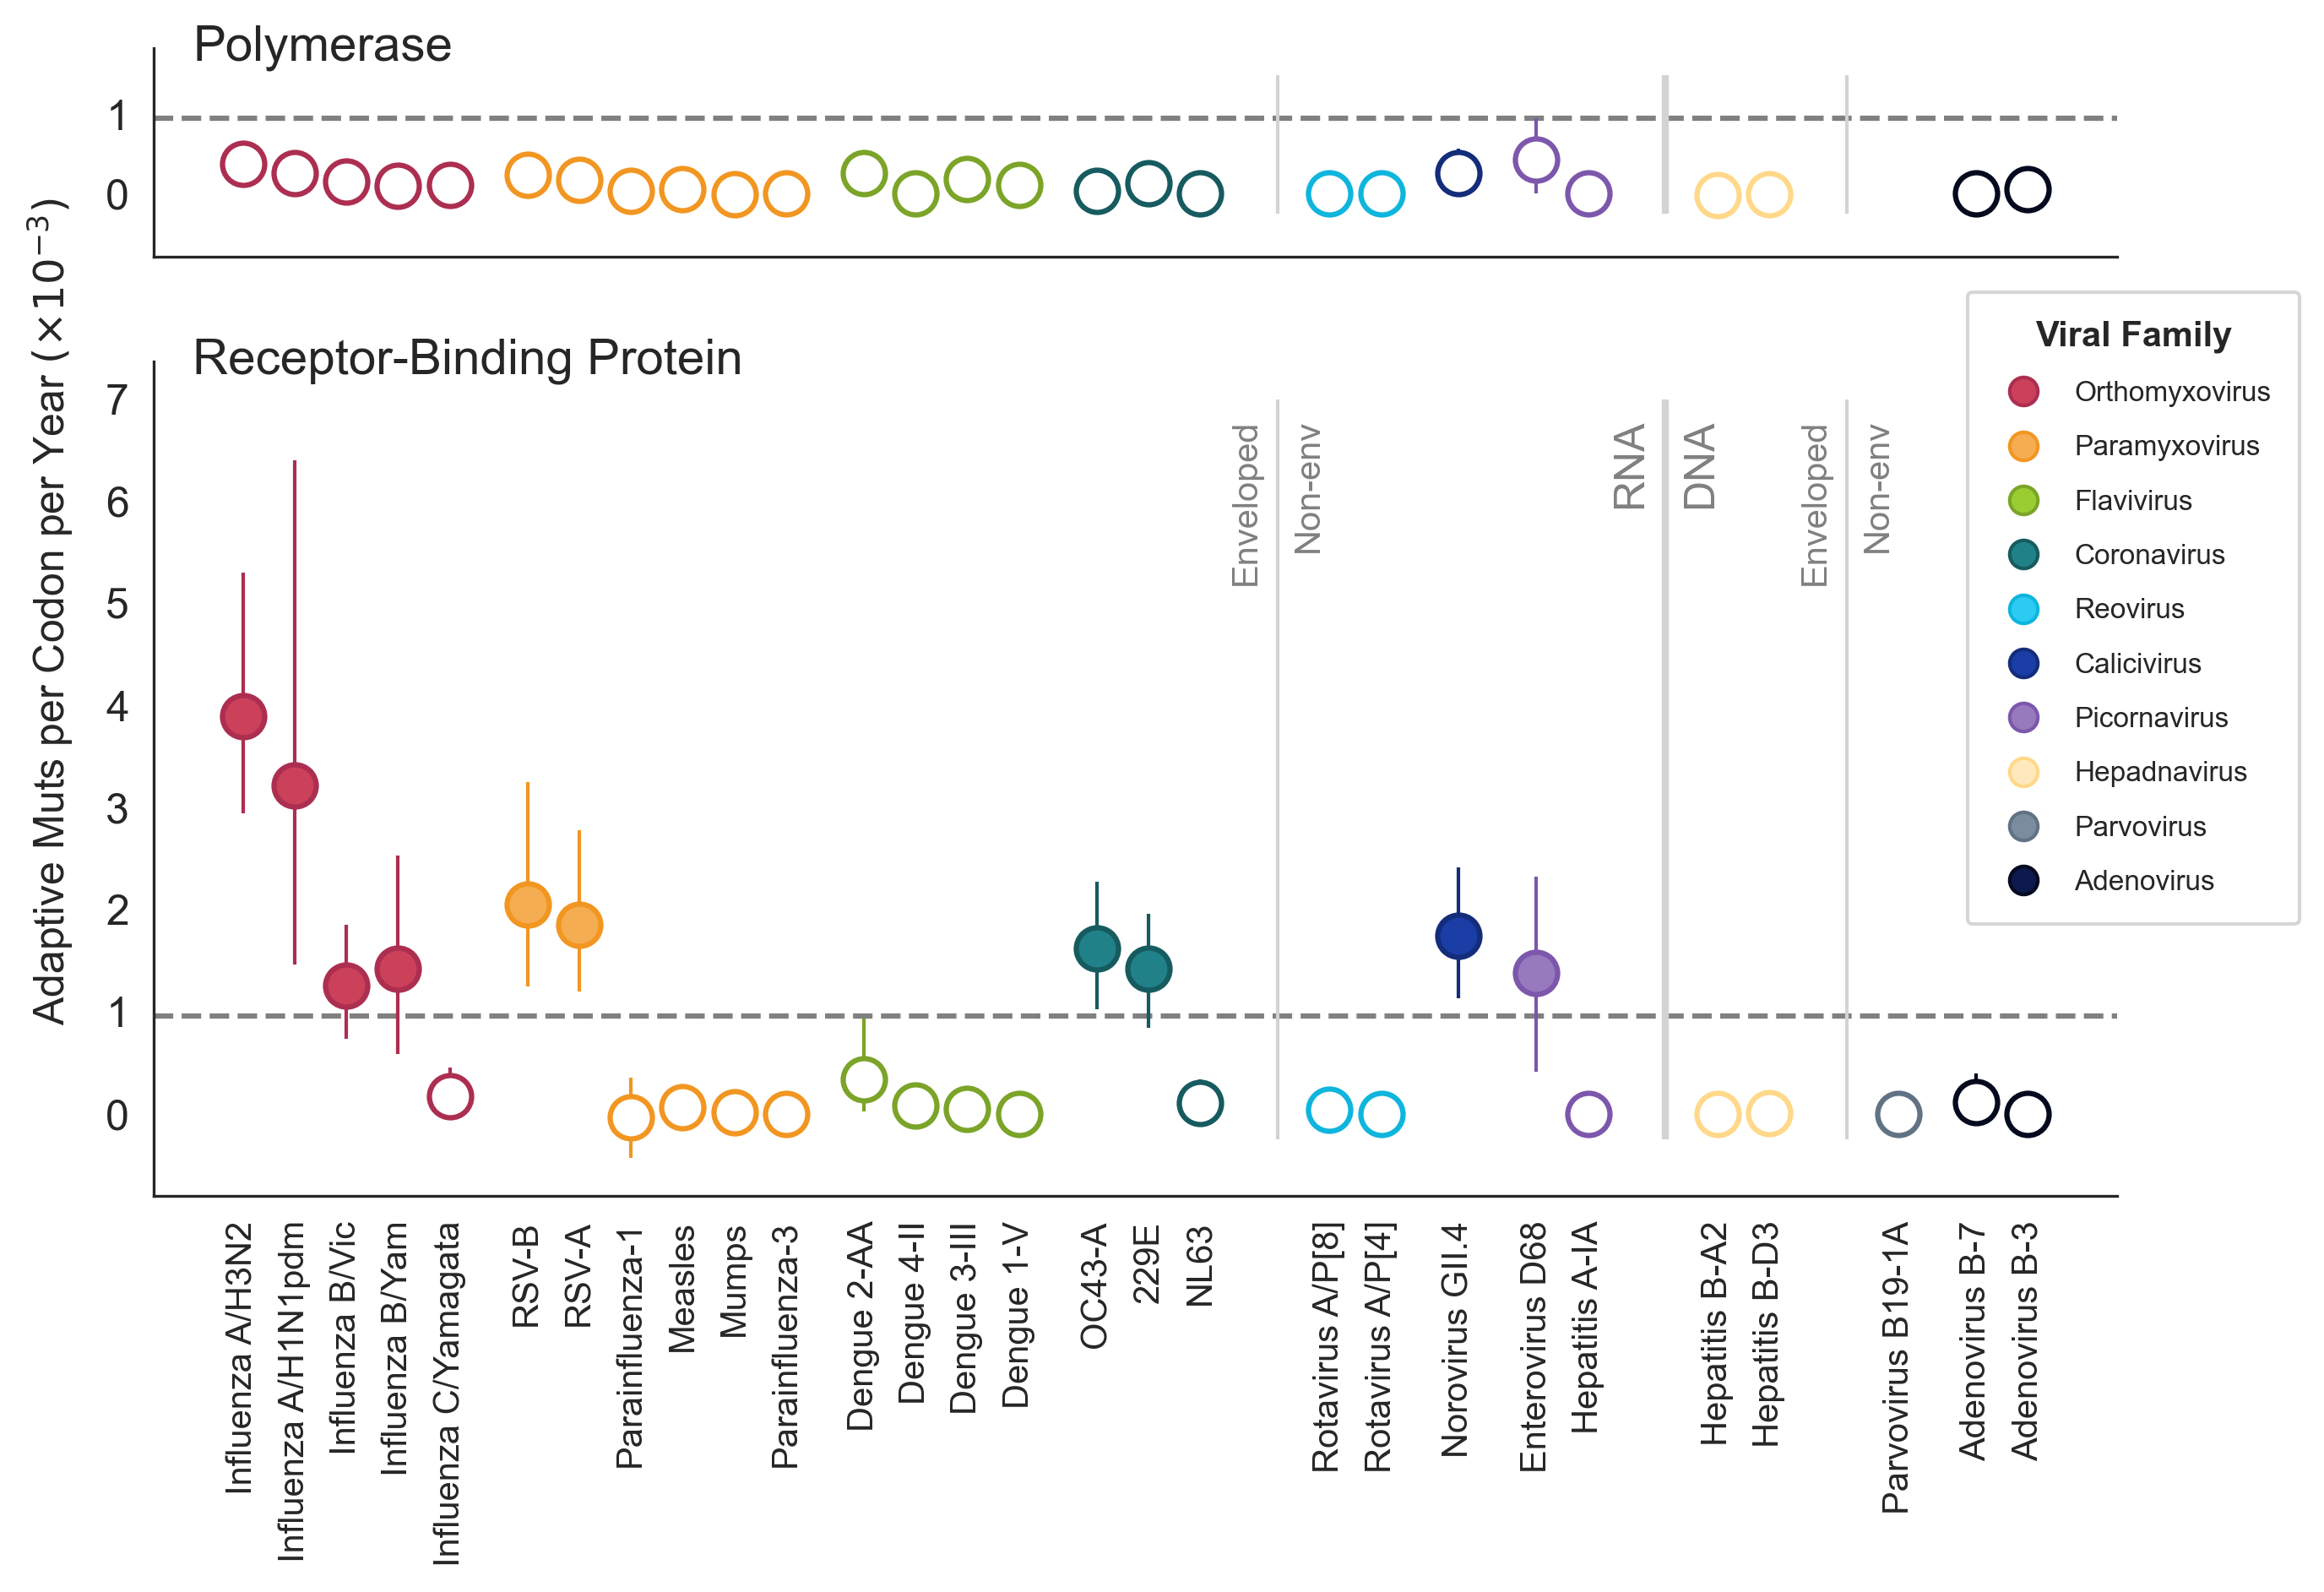 Polymerase
1
0
Adaptive Muts per Codon per Year (×10⁻³)
Receptor-Binding Protein
7
6
5
4
3
2
1
0
Enveloped
Non-env
RNA
DNA
Enveloped
Non-env
Viral Family
Orthomyxovirus
Paramyxovirus
Flavivirus
Coronavirus
Reovirus
Calicivirus
Picornavirus
Hepadnavirus
Parvovirus
Adenovirus
Influenza A/H3N2
Influenza A/H1N1pdm
Influenza B/Vic
Influenza B/Yam
Influenza C/Yamagata
RSV-B
RSV-A
Parainfluenza-1
Measles
Mumps
Parainfluenza-3
Dengue 2-AA
Dengue 4-II
Dengue 3-III
Dengue 1-V
OC43-A
229E
NL63
Rotavirus A/P[8]
Rotavirus A/P[4]
Norovirus GII.4
Enterovirus D68
Hepatitis A-IA
Hepatitis B-A2
Hepatitis B-D3
Parvovirus B19-1A
Adenovirus B-7
Adenovirus B-3